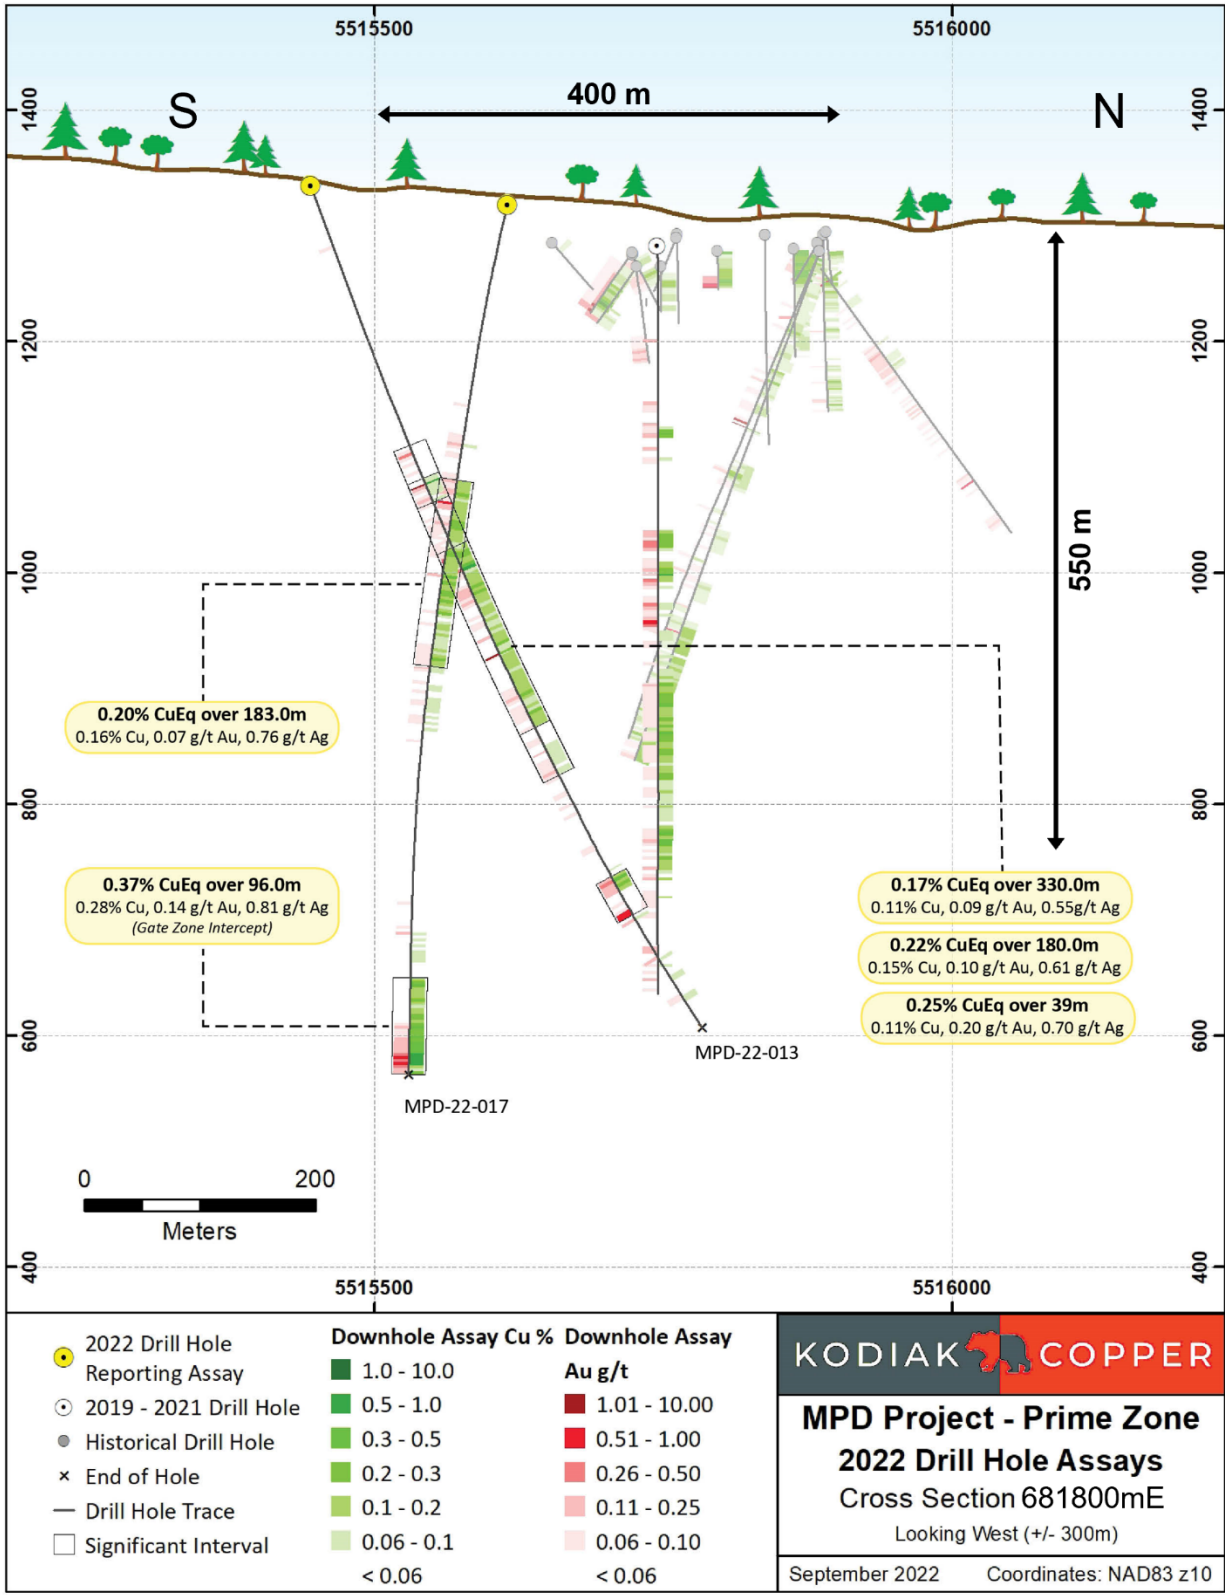 5515500
5516000
400 m
S
N
1400
1400
1200
1200
1000
1000
550 m
0.20% CuEq over 183.0m
0.16% Cu, 0.07 g/t Au, 0.76 g/t Ag
800
800
0.37% CuEq over 96.0m
0.28% Cu, 0.14 g/t Au, 0.81 g/t Ag
(Gate Zone Intercept)
0.17% CuEq over 330.0m
0.11% Cu, 0.09 g/t Au, 0.55g/t Ag
0.22% CuEq over 180.0m
0.15% Cu, 0.10 g/t Au, 0.61 g/t Ag
0.25% CuEq over 39m
0.11% Cu, 0.20 g/t Au, 0.70 g/t Ag
600
600
MPD-22-013
MPD-22-017
0 200
Meters
400
400
5515500
5516000
2022 Drill Hole
Reporting Assay
2019 - 2021 Drill Hole
Historical Drill Hole
End of Hole
Drill Hole Trace
Significant Interval
Downhole Assay Cu %
1.0 - 10.0
0.5 - 1.0
0.3 - 0.5
0.2 - 0.3
0.1 - 0.2
0.06 - 0.1
< 0.06
Downhole Assay
Au g/t
1.01 - 10.00
0.51 - 1.00
0.26 - 0.50
0.11 - 0.25
0.06 - 0.10
< 0.06
KODIAK COPPER
MPD Project - Prime Zone
2022 Drill Hole Assays
Cross Section 681800mE
Looking West (+/- 300m)
September 2022 Coordinates: NAD83 z10